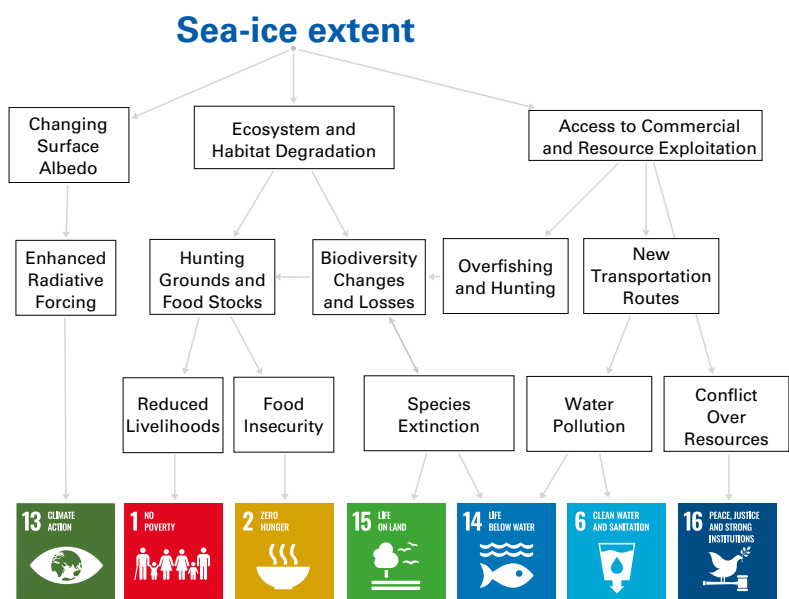 Sea-ice extent
Changing
Surface
Albedo
Ecosystem and
Habitat Degradation
Access to Commercial
and Resource Exploitation
Enhanced
Radiative
Forcing
Hunting
Grounds and
Food Stocks
Biodiversity
Changes
and Losses
Overfishing
and Hunting
New
Transportation
Routes
Reduced
Livelihoods
Food
Insecurity
Species
Extinction
Water
Pollution
Conflict
Over
Resources
13 CLIMATE
ACTION
1 NO
POVERTY
2 ZERO
HUNGER
15 LIFE
ON LAND
14 LIFE
BELOW WATER
6 CLEAN WATER
AND SANITATION
16 PEACE, JUSTICE
AND STRONG
INSTITUTIONS